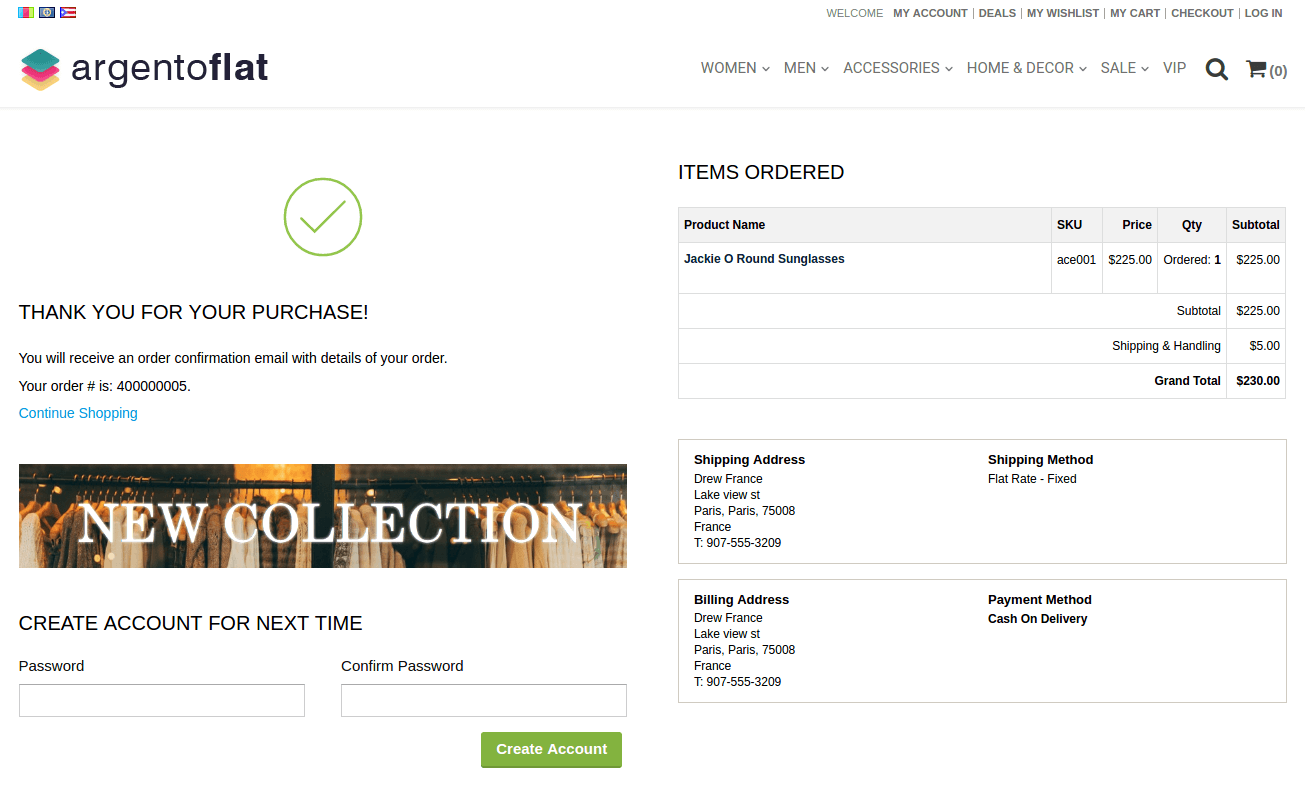 WELCOME MY ACCOUNT | DEALS | MY WISHLIST | MY CART | CHECKOUT | LOG IN
argentoflat
WOMEN MEN ACCESSORIES HOME & DECOR SALE VIP (0)
THANK YOU FOR YOUR PURCHASE!
You will receive an order confirmation email with details of your order.
Your order # is: 400000005.
Continue Shopping
NEW COLLECTION
CREATE ACCOUNT FOR NEXT TIME
Password Confirm Password
Create Account
ITEMS ORDERED
Product Name SKU Price Qty Subtotal
Jackie O Round Sunglasses ace001 $225.00 Ordered: 1 $225.00
Subtotal $225.00
Shipping & Handling $5.00
Grand Total $230.00
Shipping Address
Drew France
Lake view st
Paris, Paris, 75008
France
T: 907-555-3209
Shipping Method
Flat Rate - Fixed
Billing Address
Drew France
Lake view st
Paris, Paris, 75008
France
T: 907-555-3209
Payment Method
Cash On Delivery